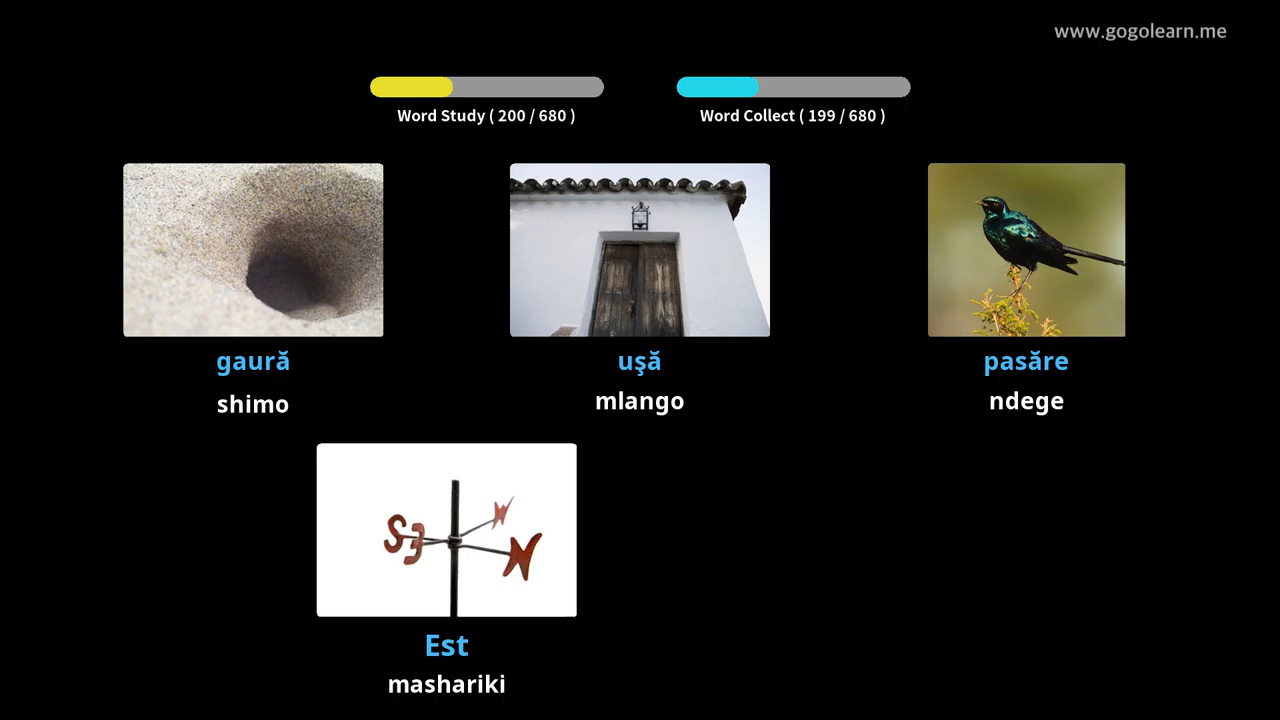 www.gogolearn.me
Word Study ( 200 / 680 )
Word Collect ( 199 / 680 )
gaură
shimo
uşă
mlango
pasăre
ndege
S
E
N
Est
mashariki